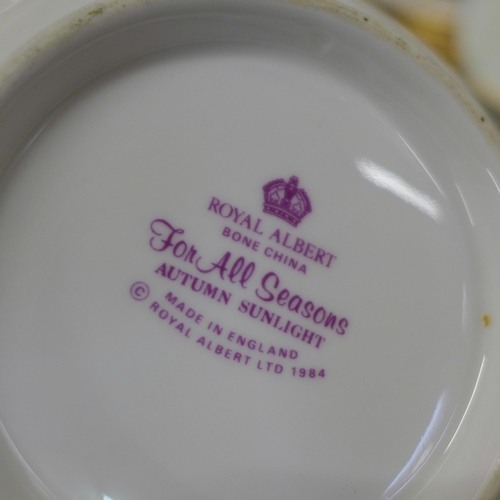 ROYAL ALBERT
BONE CHINA
For All Seasons
AUTUMN SUNLIGHT
MADE IN ENGLAND
© ROYAL ALBERT LTD 1984